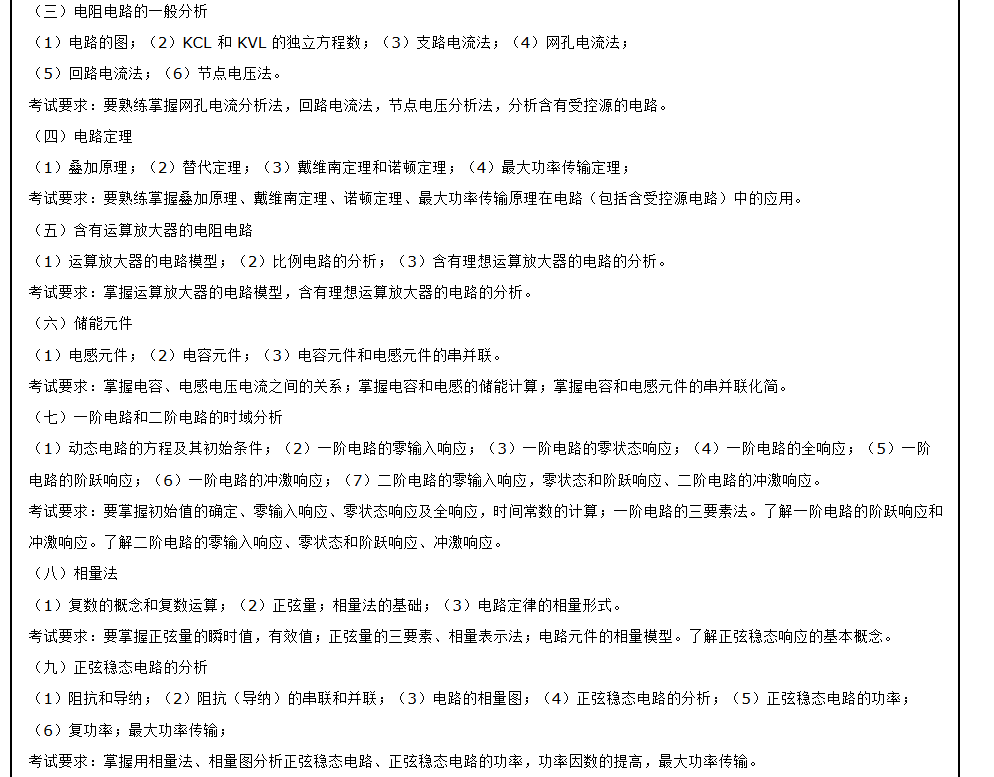 （三）电阻电路的一般分析
（1）电路的图；（2）KCL 和 KVL 的独立方程数；（3）支路电流法；（4）网孔电流法；
（5）回路电流法；（6）节点电压法。
考试要求：要熟练掌握网孔电流分析法，回路电流法，节点电压分析法，分析含有受控源的电路。
（四）电路定理
（1）叠加原理；（2）替代定理；（3）戴维南定理和诺顿定理；（4）最大功率传输定理；
考试要求：要熟练掌握叠加原理、戴维南定理、诺顿定理、最大功率传输原理在电路（包括含受控源电路）中的应用。
（五）含有运算放大器的电阻电路
（1）运算放大器的电路模型；（2）比例电路的分析；（3）含有理想运算放大器的电路的分析。
考试要求：掌握运算放大器的电路模型，含有理想运算放大器的电路的分析。
（六）储能元件
（1）电感元件；（2）电容元件；（3）电容元件和电感元件的串并联。
考试要求：掌握电容、电感电压电流之间的关系；掌握电容和电感的储能计算；掌握电容和电感元件的串并联化简。
（七）一阶电路和二阶电路的时域分析
（1）动态电路的方程及其初始条件；（2）一阶电路的零输入响应；（3）一阶电路的零状态响应；（4）一阶电路的全响应；（5）一阶
电路的阶跃响应；（6）一阶电路的冲激响应；（7）二阶电路的零输入响应，零状态和阶跃响应、二阶电路的冲激响应。
考试要求：要掌握初始值的确定、零输入响应、零状态响应及全响应，时间常数的计算；一阶电路的三要素法。了解一阶电路的阶跃响应和
冲激响应。了解二阶电路的零输入响应、零状态和阶跃响应、冲激响应。
（八）相量法
（1）复数的概念和复数运算；（2）正弦量；相量法的基础；（3）电路定律的相量形式。
考试要求：要掌握正弦量的瞬时值，有效值；正弦量的三要素、相量表示法；电路元件的相量模型。了解正弦稳态响应的基本概念。
（九）正弦稳态电路的分析
（1）阻抗和导纳；（2）阻抗（导纳）的串联和并联；（3）电路的相量图；（4）正弦稳态电路的分析；（5）正弦稳态电路的功率；
（6）复功率；最大功率传输；
考试要求：掌握用相量法、相量图分析正弦稳态电路、正弦稳态电路的功率，功率因数的提高，最大功率传输。